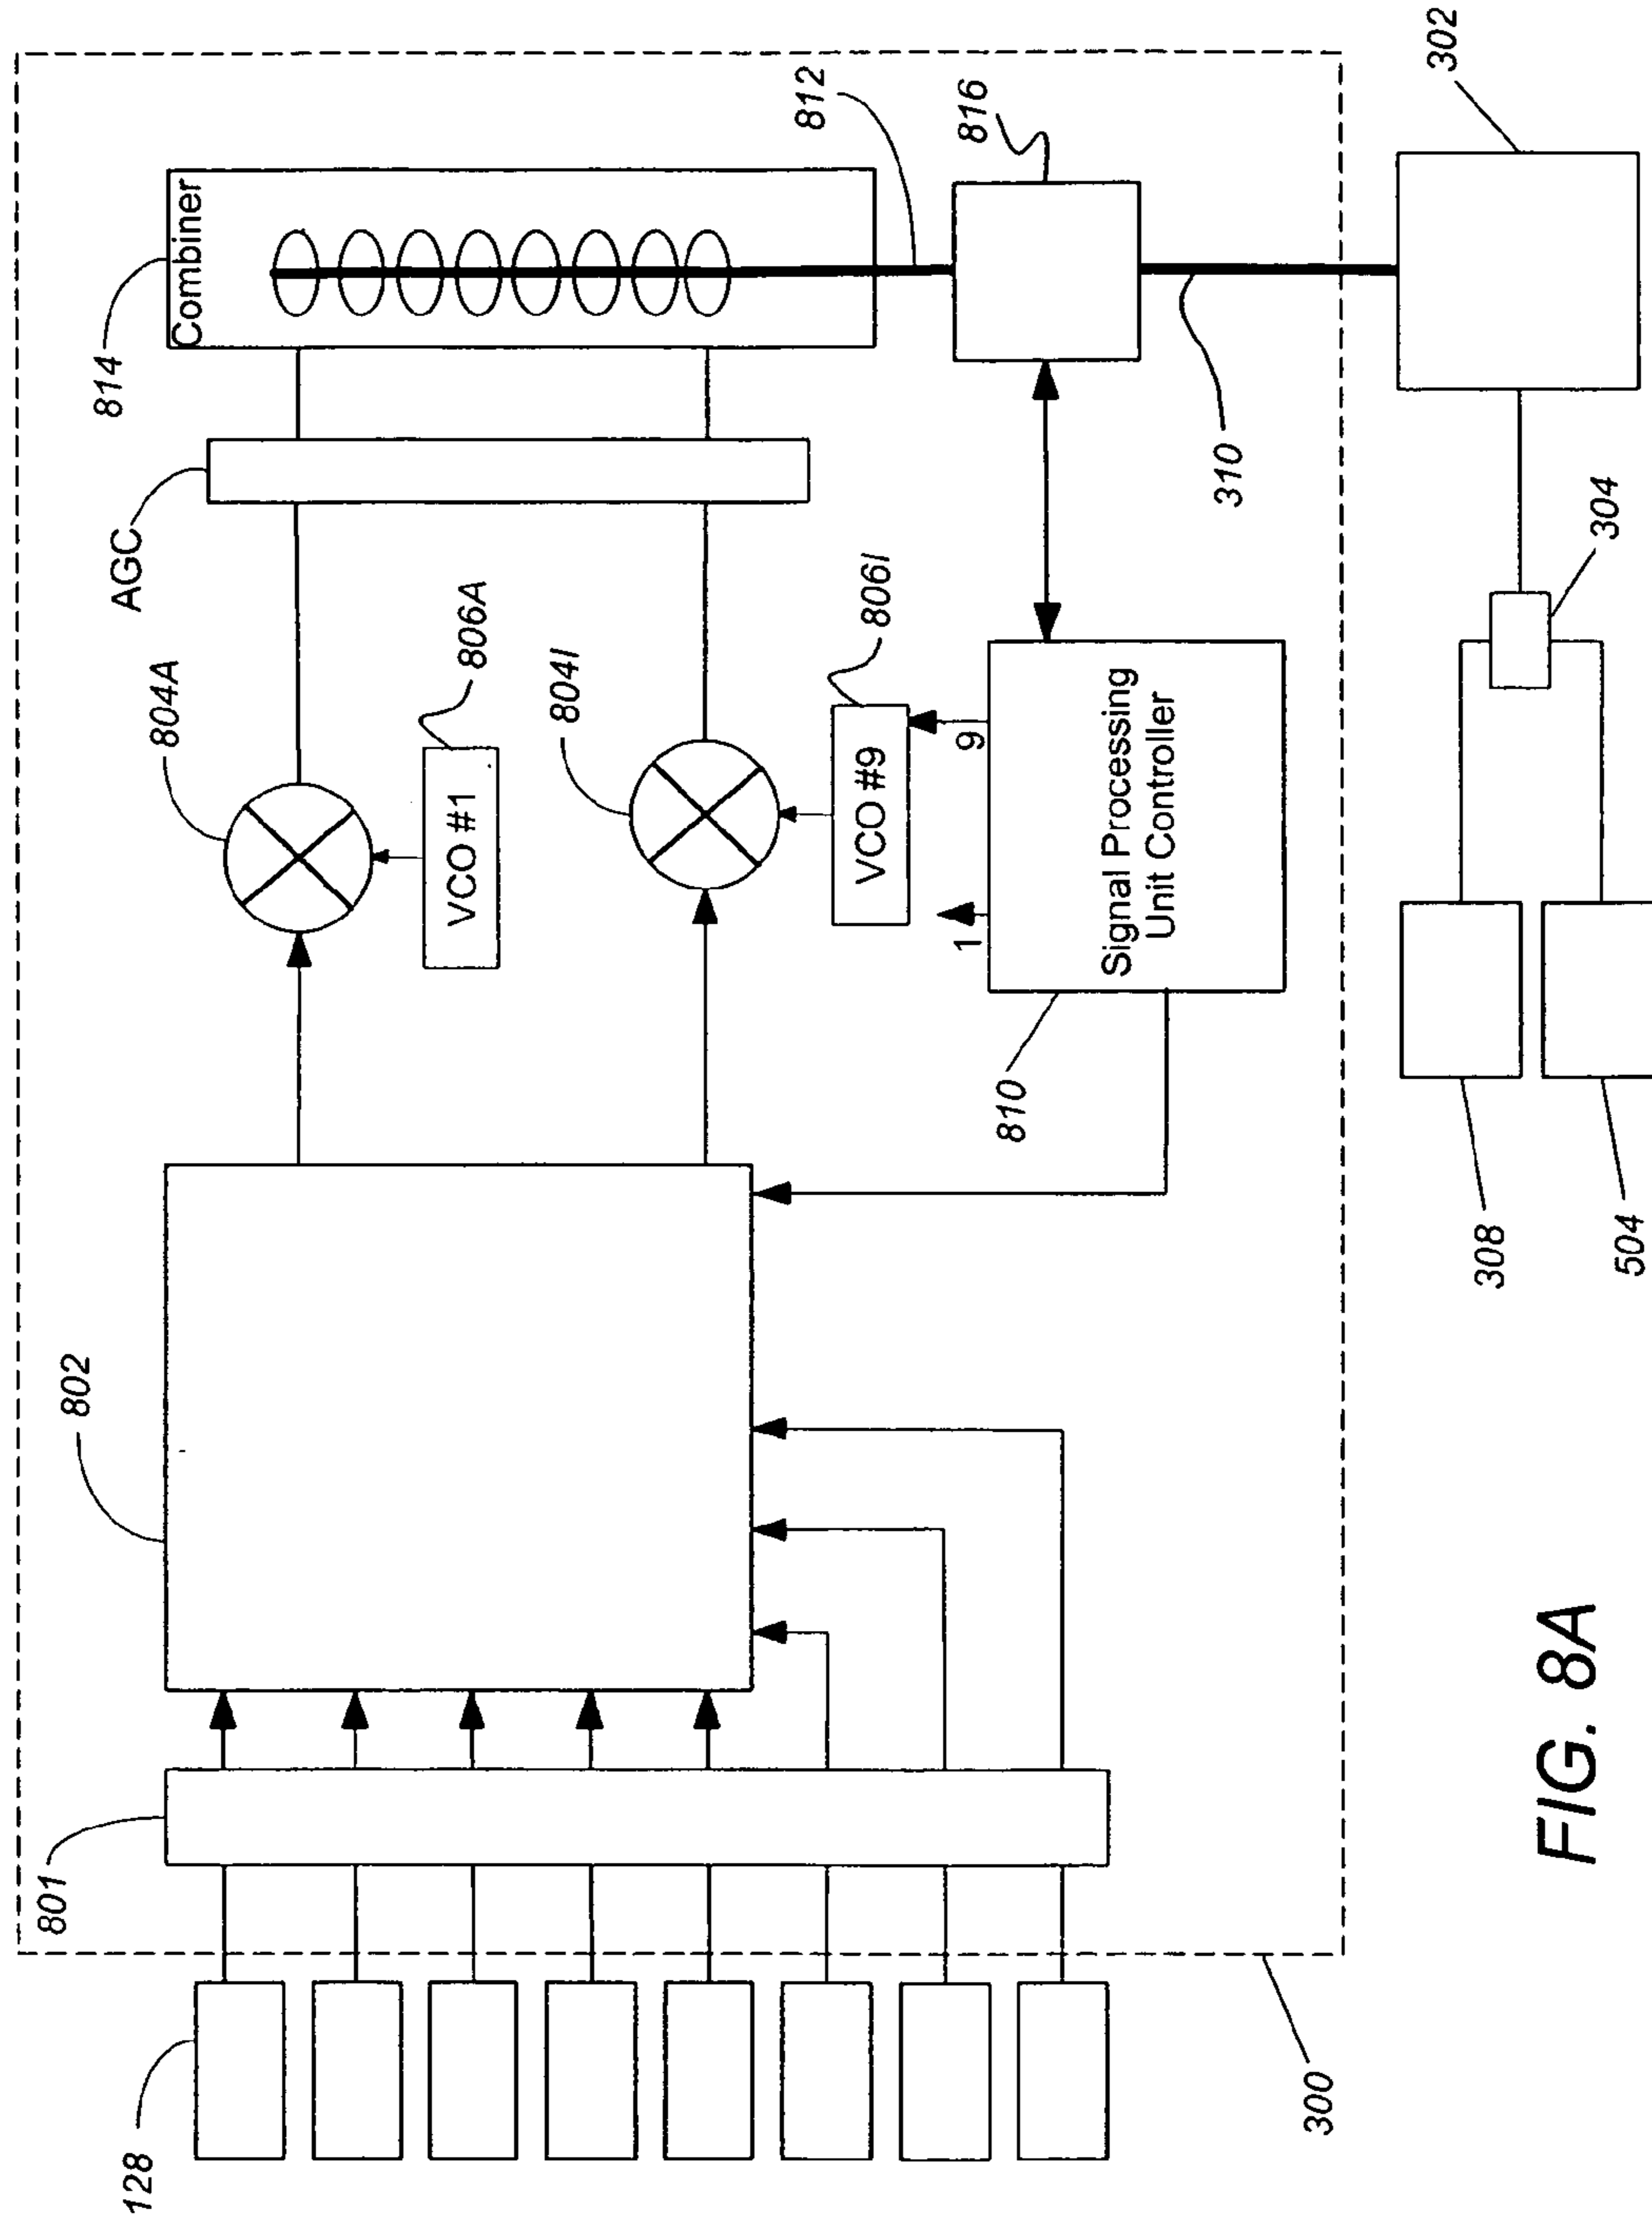 814
Combiner
812
816
302
AGC
310
304
804A
806A
804I
806I
VCO #1
VCO #9
9
1
Signal Processing
Unit Controller
810
308
504
802
801
128
300
FIG. 8A